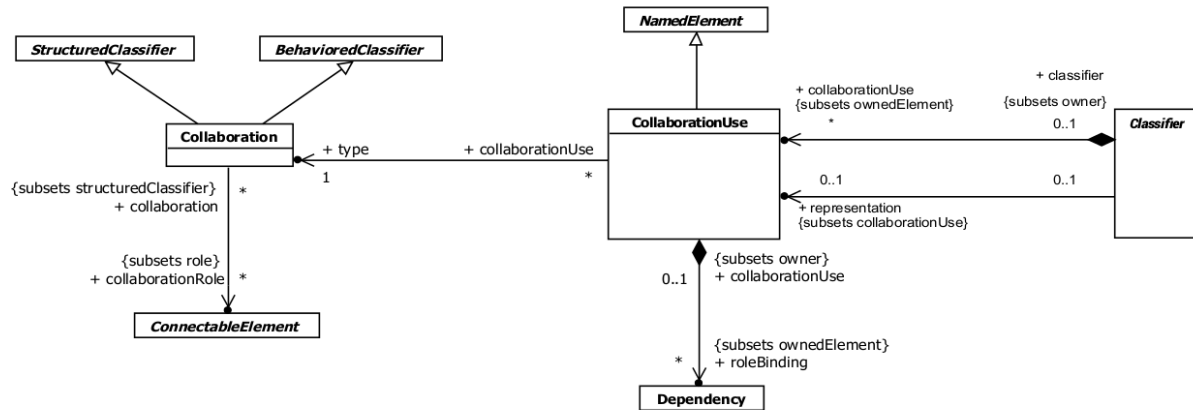 NamedElement
StructuredClassifier
BehavioredClassifier
+ classifier
+ collaborationUse
{subsets ownedElement}
{subsets owner}
*
0..1
Classifier
CollaborationUse
Collaboration
+ type
+ collaborationUse
1
*
{subsets structuredClassifier}
*
+ collaboration
0..1
0..1
+ representation
{subsets collaborationUse}
{subsets owner}
+ collaborationUse
0..1
{subsets role}
+ collaborationRole
*
ConnectableElement
{subsets ownedElement}
*
+ roleBinding
Dependency